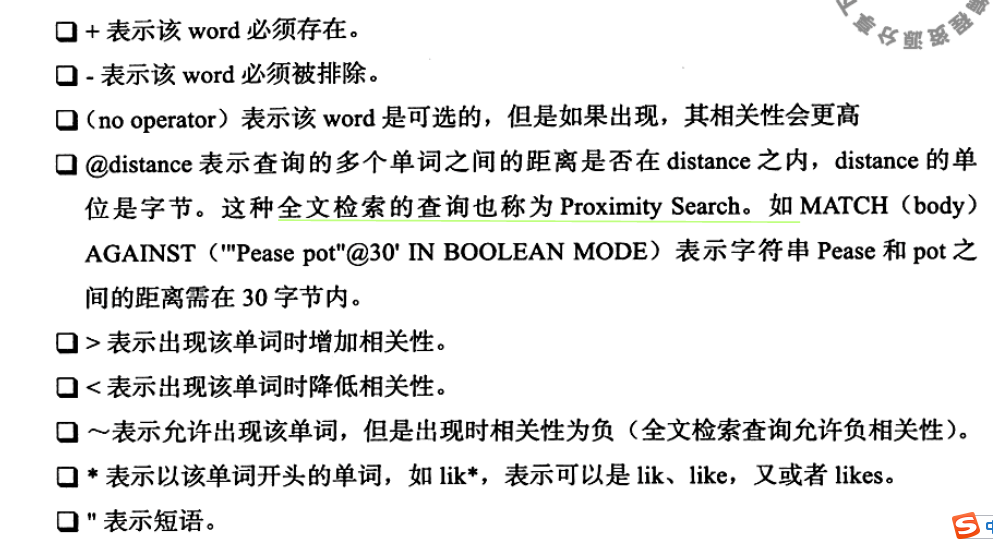 + 表示该 word 必须存在。
- 表示该 word 必须被排除。
(no operator) 表示该 word 是可选的，但是如果出现，其相关性会更高
@distance 表示查询的多个单词之间的距离是否在 distance 之内，distance 的单
位是字节。这种全文检索的查询也称为 Proximity Search。如 MATCH（body）
AGAINST（'"Pease pot"@30' IN BOOLEAN MODE）表示字符串 Pease 和 pot 之
间的距离需在 30 字节内。
> 表示出现该单词时增加相关性。
< 表示出现该单词时降低相关性。
～表示允许出现该单词，但是出现时相关性为负（全文检索查询允许负相关性）。
* 表示以该单词开头的单词，如 lik*，表示可以是 lik、like，又或者 likes。
" 表示短语。
下享分源资程编
S 中